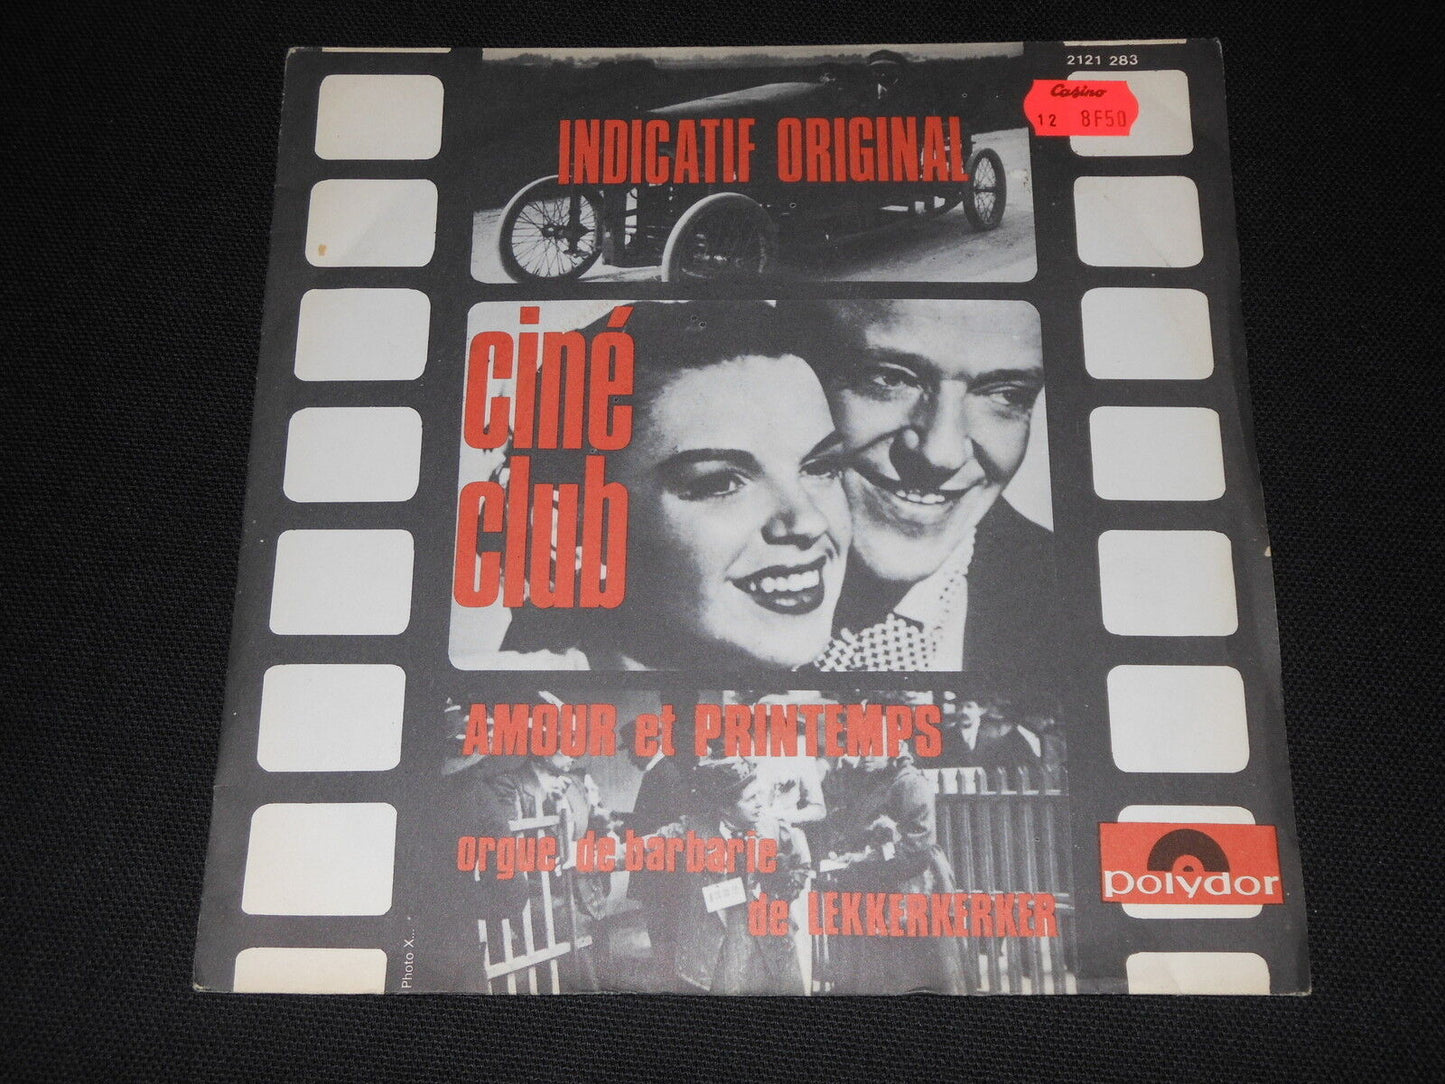 2121 283
Casino
12 8F50
INDICATIF ORIGINAL
ciné
club
AMOUR et PRINTEMPS
orgue de barbarie
de LEKKERKERKER
polydor
Photo X...